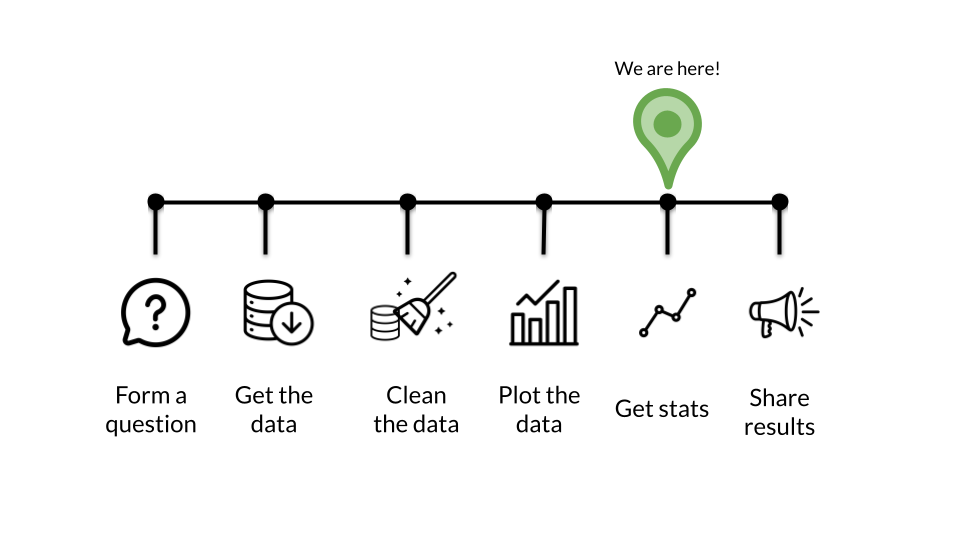 We are here!
Form a
question
Get the
data
Clean
the data
Plot the
data
Get stats
Share
results